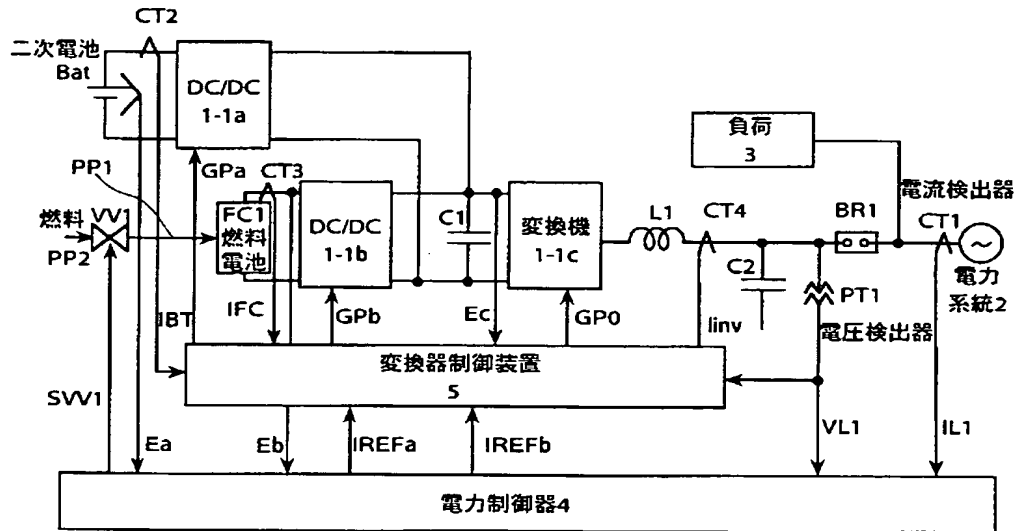 CT2
二次電池
Bat
DC/DC
1-1a
負荷
3
PP1
GPa
CT3
電流検出器
燃料
VV1
FC1
燃料
電池
DC/DC
1-1b
C1
変換機
1-1c
L1
CT4
BR1
CT1
PP2
C2
PT1
電力
系統2
IBT
IFC
GPb
Ec
GP0
Iinv
電圧検出器
変換器制御装置
5
SVV1
Ea
Eb
IREFa
IREFb
VL1
IL1
電力制御器4